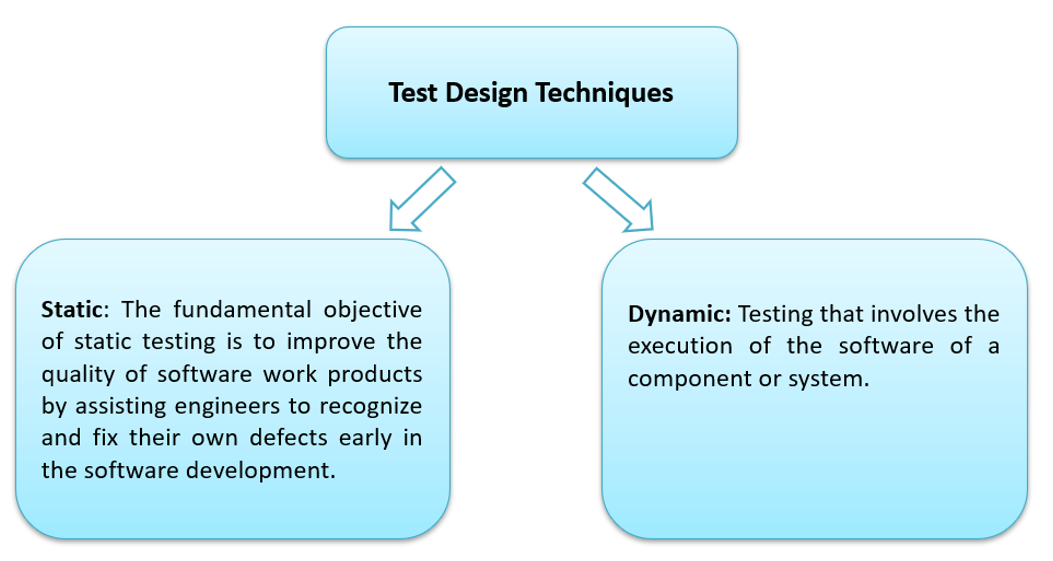 Test Design Techniques
Static: The fundamental objective
of static testing is to improve the
quality of software work products
by assisting engineers to recognize
and fix their own defects early in
the software development.
Dynamic: Testing that involves the
execution of the software of a
component or system.